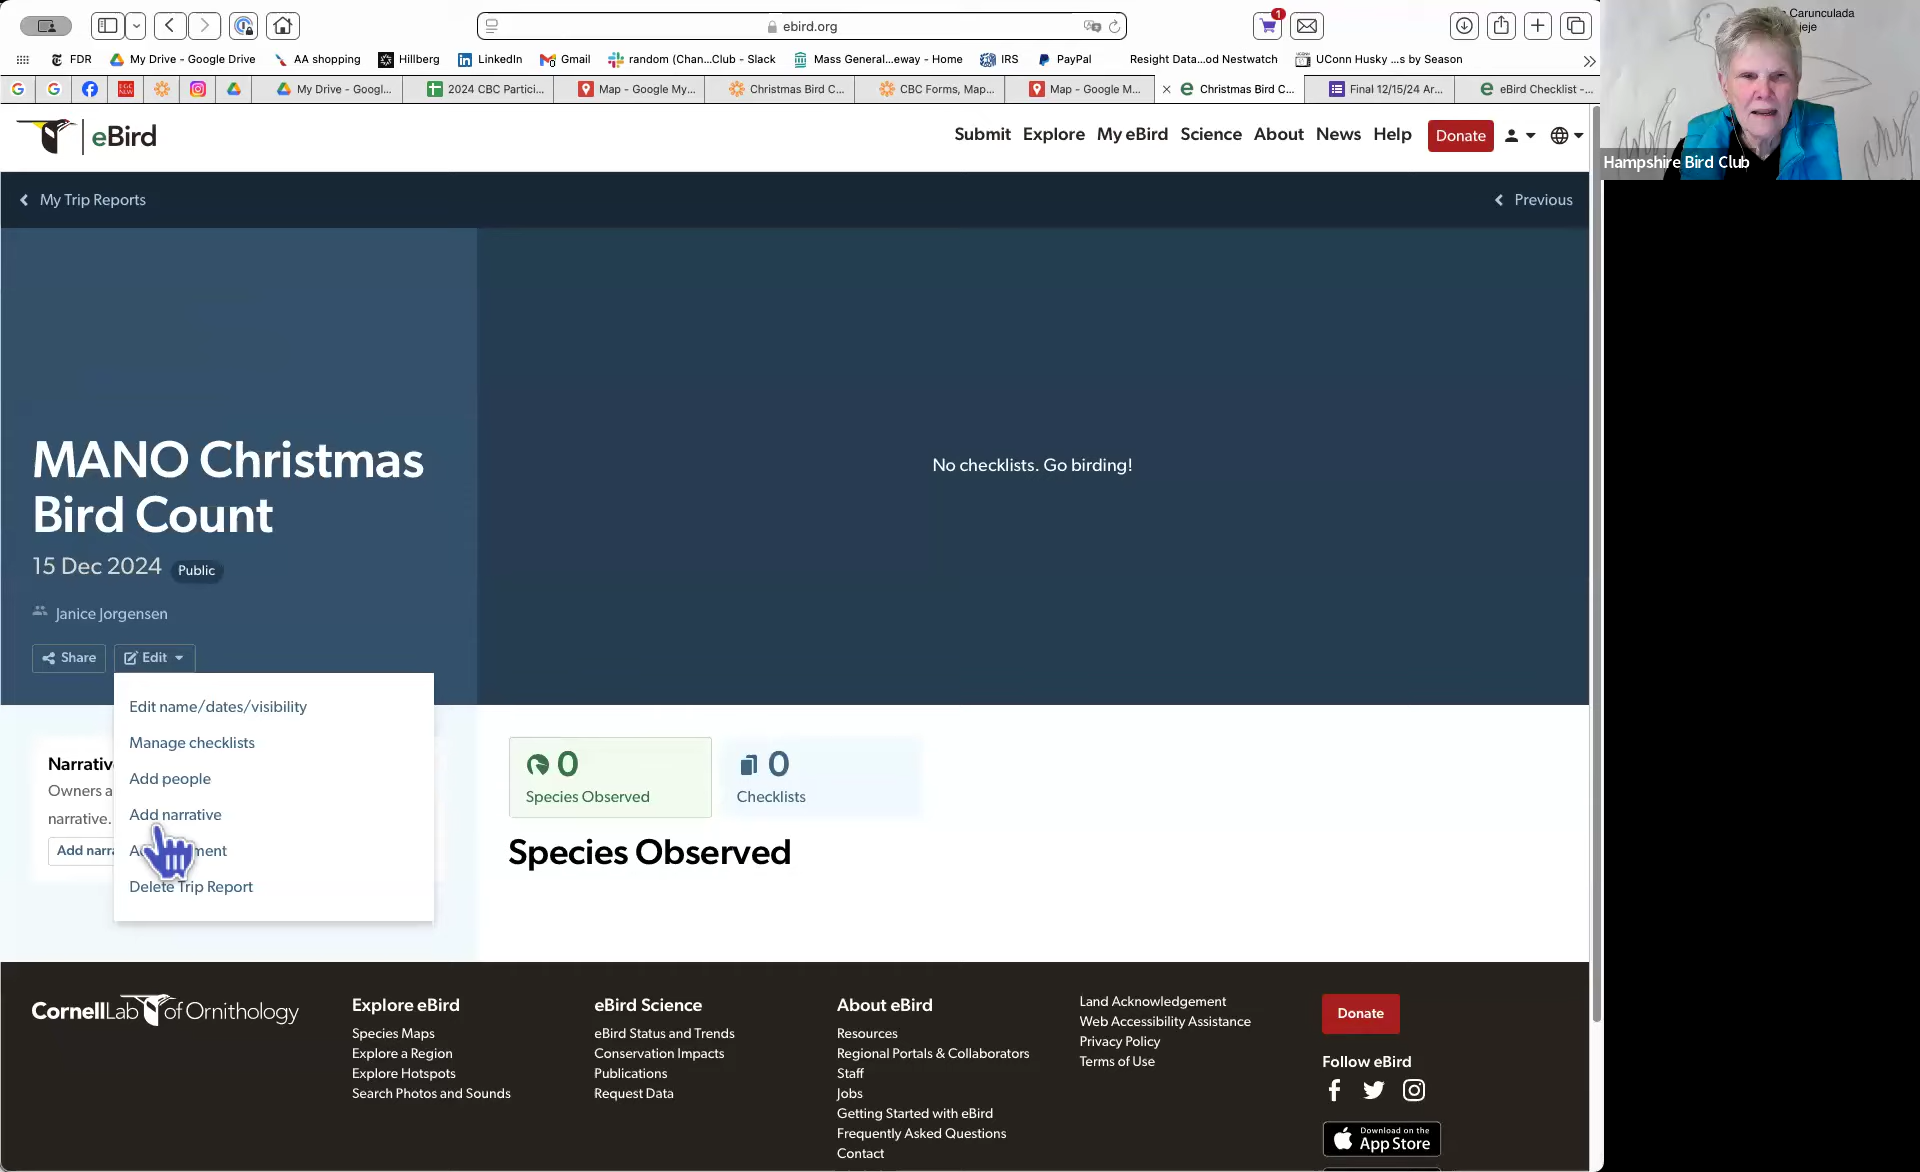 ebird.org
1
FDR
My Drive - Google Drive
AA shopping
Hillberg
LinkedIn
Gmail
random (Chan...Club - Slack
Mass General...eway - Home
IRS
PayPal
Resight Data...od Nestwatch
UConn Husky ...s by Season
My Drive - Googl...
2024 CBC Partici...
Map - Google My...
Christmas Bird C...
CBC Forms, Map...
Map - Google M...
Christmas Bird C...
Final 12/15/24 Ar...
eBird Checklist -...
Carunculada
jeje
Hampshire Bird Club
eBird
Submit
Explore
My eBird
Science
About
News
Help
Donate
My Trip Reports
Previous
MANO Christmas
Bird Count
15 Dec 2024
Public
Janice Jorgensen
Share
Edit
No checklists. Go birding!
Edit name/dates/visibility
Manage checklists
Add people
Add narrative
Delete Trip Report
Narrativ
Owners a
narrative.
Add narra
0
Species Observed
0
Checklists
Species Observed
CornellLab of Ornithology
Explore eBird
Species Maps
Explore a Region
Explore Hotspots
Search Photos and Sounds
eBird Science
eBird Status and Trends
Conservation Impacts
Publications
Request Data
About eBird
Resources
Regional Portals & Collaborators
Staff
Jobs
Getting Started with eBird
Frequently Asked Questions
Contact
Land Acknowledgement
Web Accessibility Assistance
Privacy Policy
Terms of Use
Donate
Follow eBird
Download on the
App Store